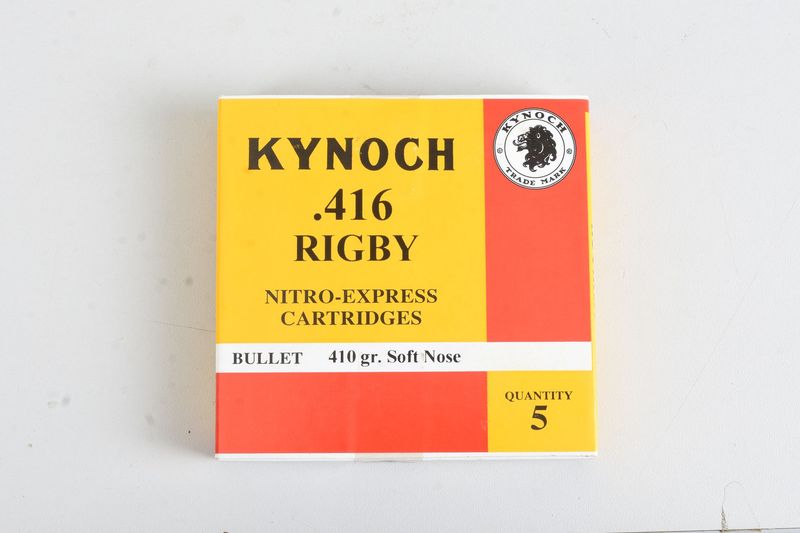 KYNOCH
.416
RIGBY
NITRO-EXPRESS
CARTRIDGES
KYNOCH
© ©
TRADE MARK
BULLET 410 gr. Soft Nose
QUANTITY
5